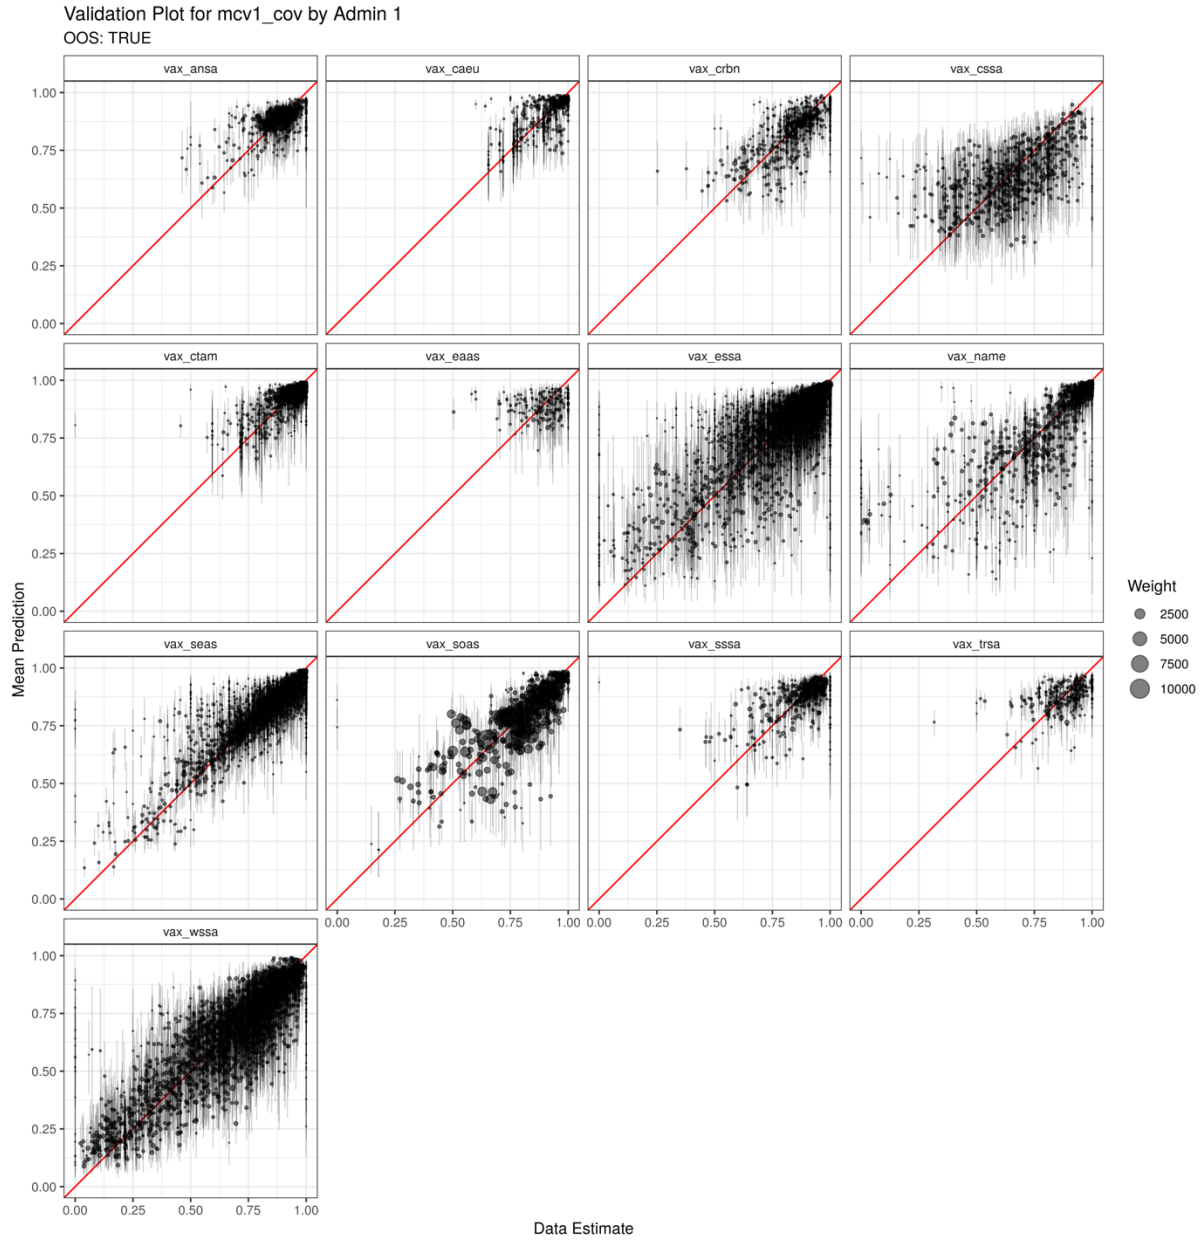 Validation Plot for mcv1_cov by Admin 1
OOS: TRUE
vax_ansa
vax_caeu
vax_crbn
vax_cssa
1.00
0.75
0.50
0.25
0.00
vax_ctam
vax_eaas
vax_essa
vax_name
1.00
0.75
0.50
0.25
0.00
Mean Prediction
Weight
2500
5000
7500
10000
vax_seas
vax_soas
vax_sssa
vax_trsa
1.00
0.75
0.50
0.25
0.00
0.00 0.25 0.50 0.75 1.00
0.00 0.25 0.50 0.75 1.00
0.00 0.25 0.50 0.75 1.00
vax_wssa
1.00
0.75
0.50
0.25
0.00
0.00 0.25 0.50 0.75 1.00
Data Estimate